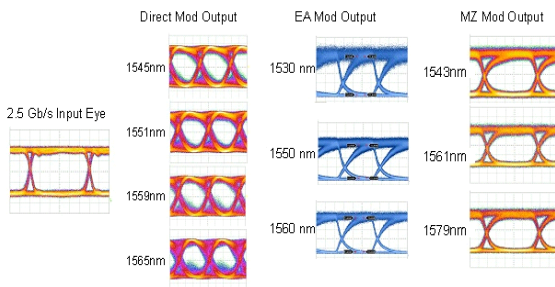 Direct Mod Output
EA Mod Output
MZ Mod Output
2.5 Gb/s Input Eye
1545nm
1551nm
1559nm
1565nm
1530 nm
1550 nm
1560 nm
1543nm
1561nm
1579nm